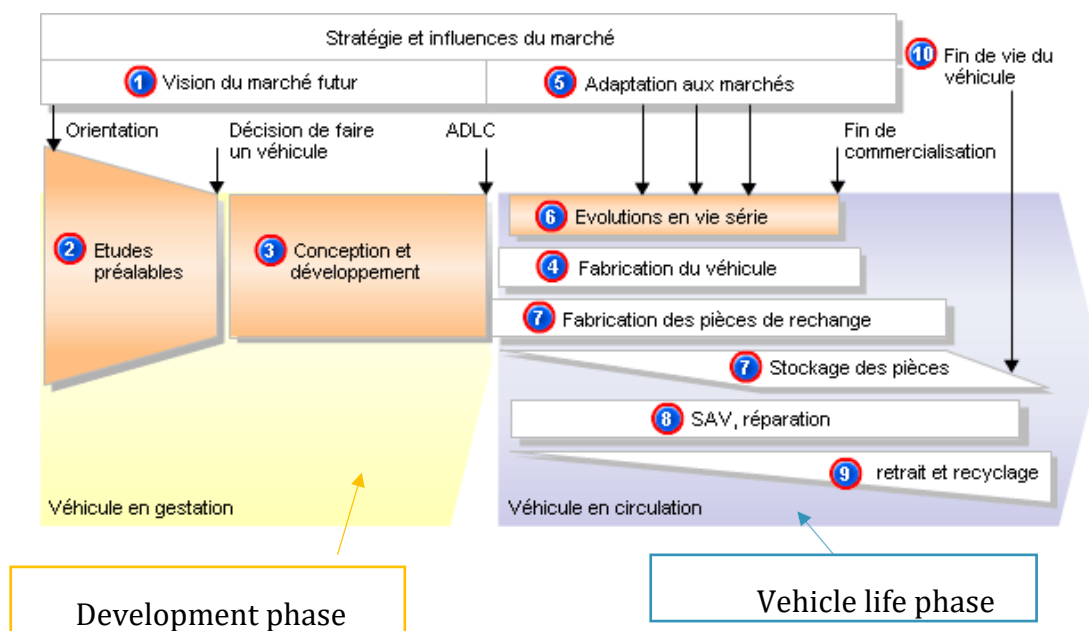 Stratégie et influences du marché
1 Vision du marché futur
5 Adaptation aux marchés
10 Fin de vie du
véhicule
Orientation
Décision de faire
un véhicule
ADLC
Fin de
commercialisation
2 Etudes
préalables
3 Conception et
développement
6 Evolutions en vie série
4 Fabrication du véhicule
7 Fabrication des pièces de rechange
7 Stockage des pièces
8 SAV, réparation
9 retrait et recyclage
Véhicule en gestation
Véhicule en circulation
Development phase
Vehicle life phase